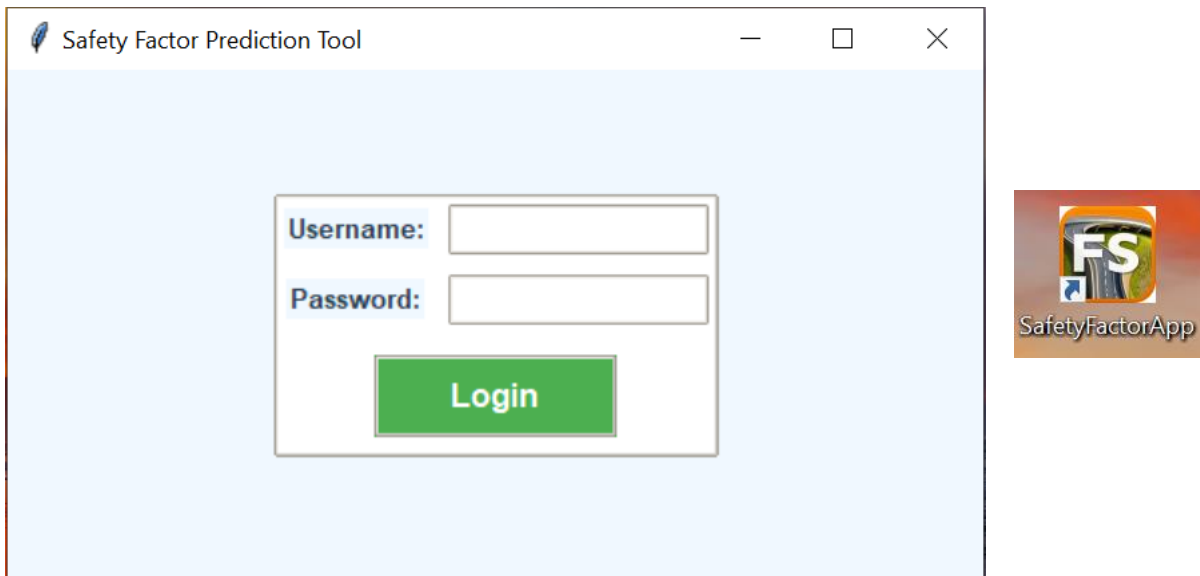 Safety Factor Prediction Tool
Username:
Password:
Login
FS
SafetyFactorApp